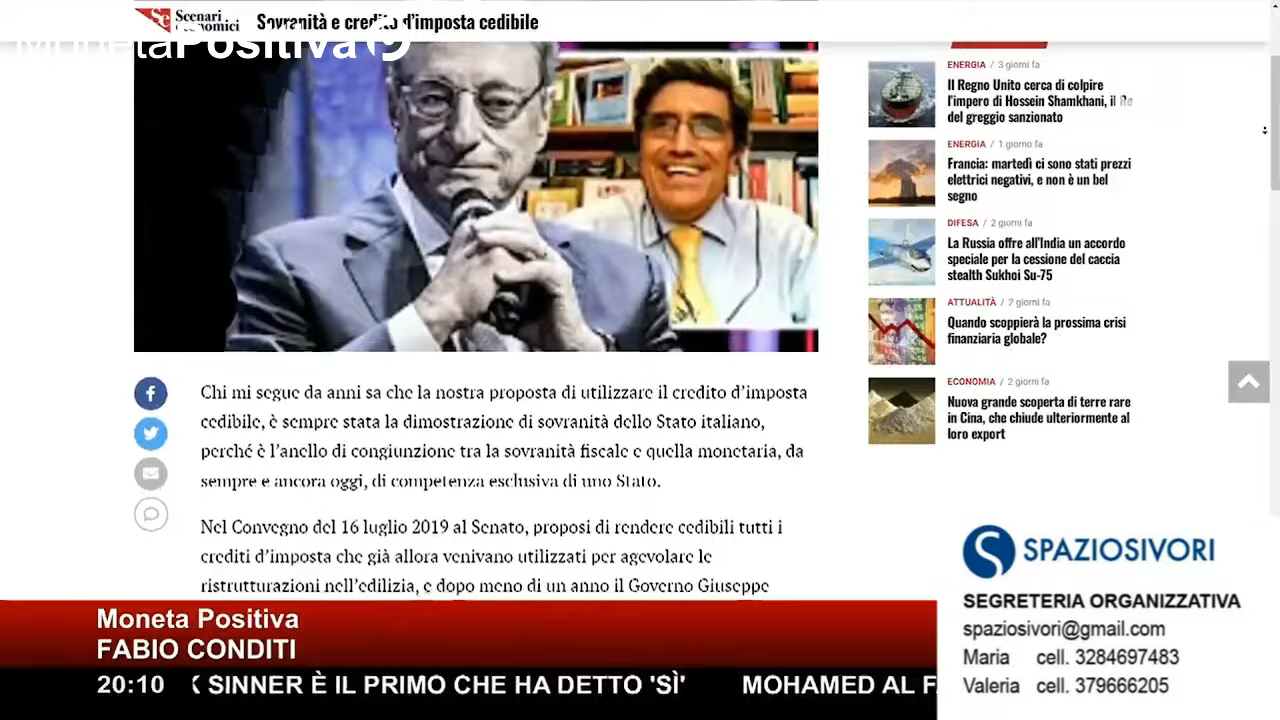 Scenari
economici
Sovranità e credito d'imposta cedibile
MonetaPositiva
ENERGIA / 3 giorni fa
Il Regno Unito cerca di colpire
l'impero di Hossein Shamkhani, il Re
del greggio sanzionato
ENERGIA / 1 giorno fa
Francia: martedì ci sono stati prezzi
elettrici negativi, e non è un bel
segno
DIFESA / 2 giorni fa
La Russia offre all'India un accordo
speciale per la cessione del caccia
stealth Sukhoi Su-75
ATTUALITÀ / 2 giorni fa
Quando scoppierà la prossima crisi
finanziaria globale?
ECONOMIA / 2 giorni fa
Nuova grande scoperta di terre rare
in Cina, che chiude ulteriormente al
loro export
Chi mi segue da anni sa che la nostra proposta di utilizzare il credito d'imposta
cedibile, è sempre stata la dimostrazione di sovranità dello Stato italiano,
perché è l'anello di congiunzione tra la sovranità fiscale e quella monetaria, da
sempre e ancora oggi, di competenza esclusiva di uno Stato.
Nel Convegno del 16 luglio 2019 al Senato, proposi di rendere cedibili tutti i
crediti d'imposta che già allora venivano utilizzati per agevolare le
ristrutturazioni nell'edilizia, e dopo meno di un anno il Governo Giuseppe
SPAZIOSIVORI
SEGRETERIA ORGANIZZATIVA
spaziosivori@gmail.com
Maria cell. 3284697483
Valeria cell. 379666205
Moneta Positiva
FABIO CONDITI
20:10 K SINNER È IL PRIMO CHE HA DETTO 'SÌ' MOHAMED AL F